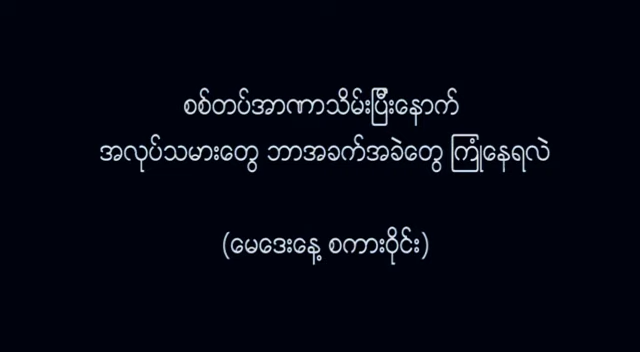 စစ်တပ်အာဏာသိမ်းပြီးနောက်
အလုပ်သမားတွေ ဘာအခက်အခဲတွေ ကြုံနေရလဲ
(မေဒေးနေ့ စကားဝိုင်း)